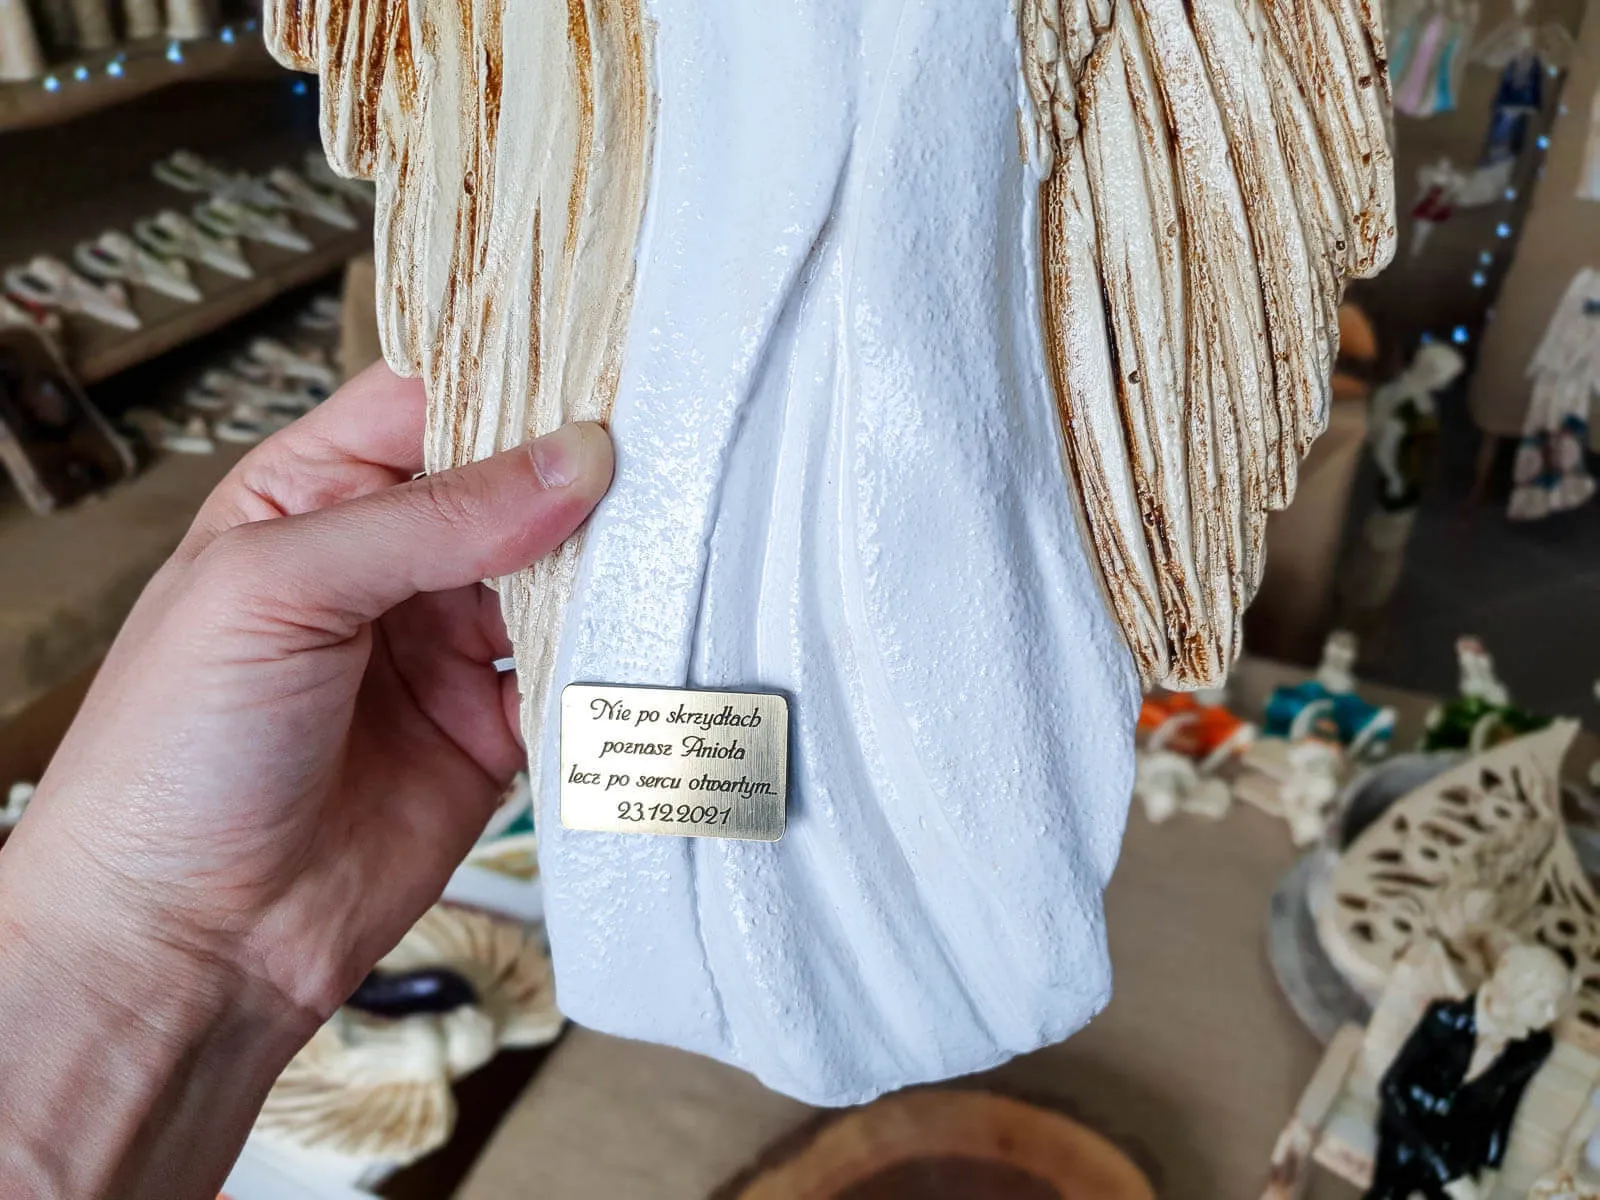 Nie po skrzydłach
poznasz Anioła
lecz po sercu otwartym...
23.12.2021